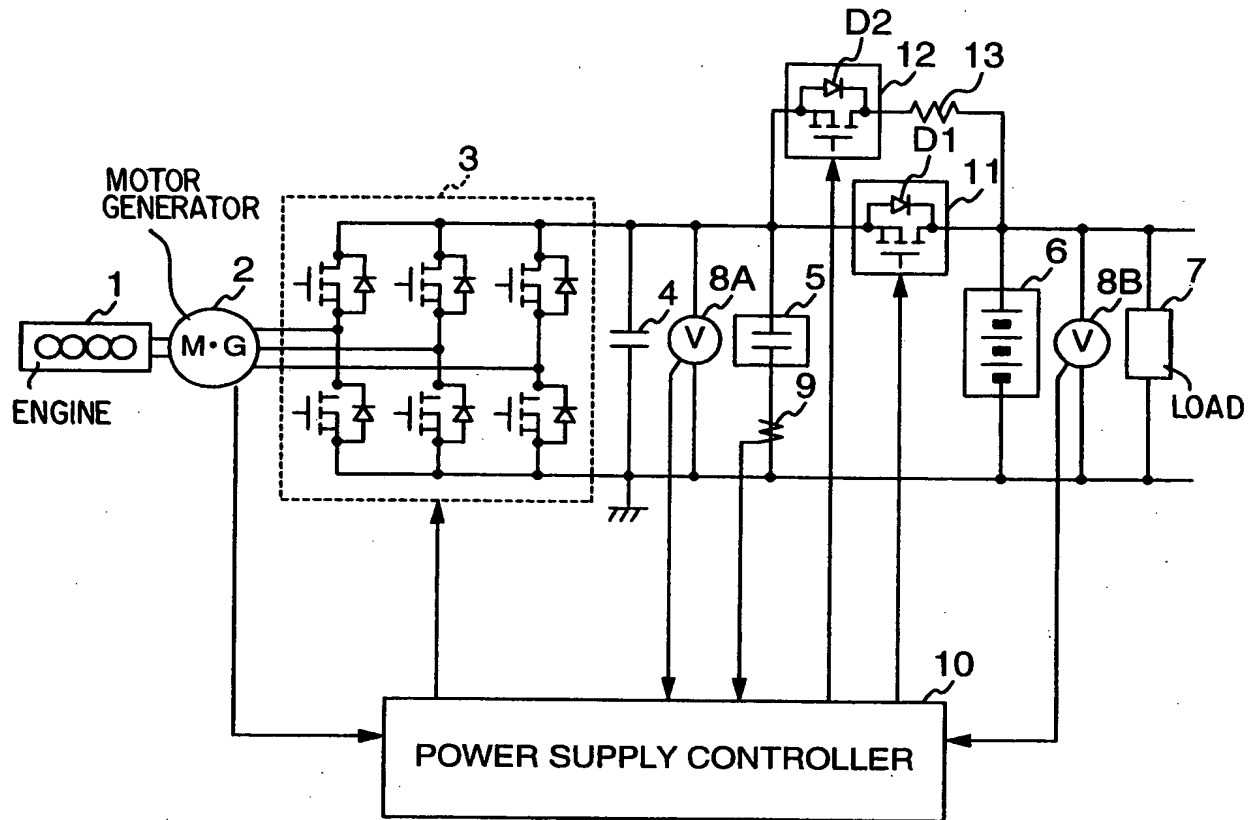 D2
12
13
D1
11
3
MOTOR
GENERATOR
2
1
M·G
ENGINE
4
8A
V
5
9
6
8B
V
7
LOAD
10
POWER SUPPLY CONTROLLER